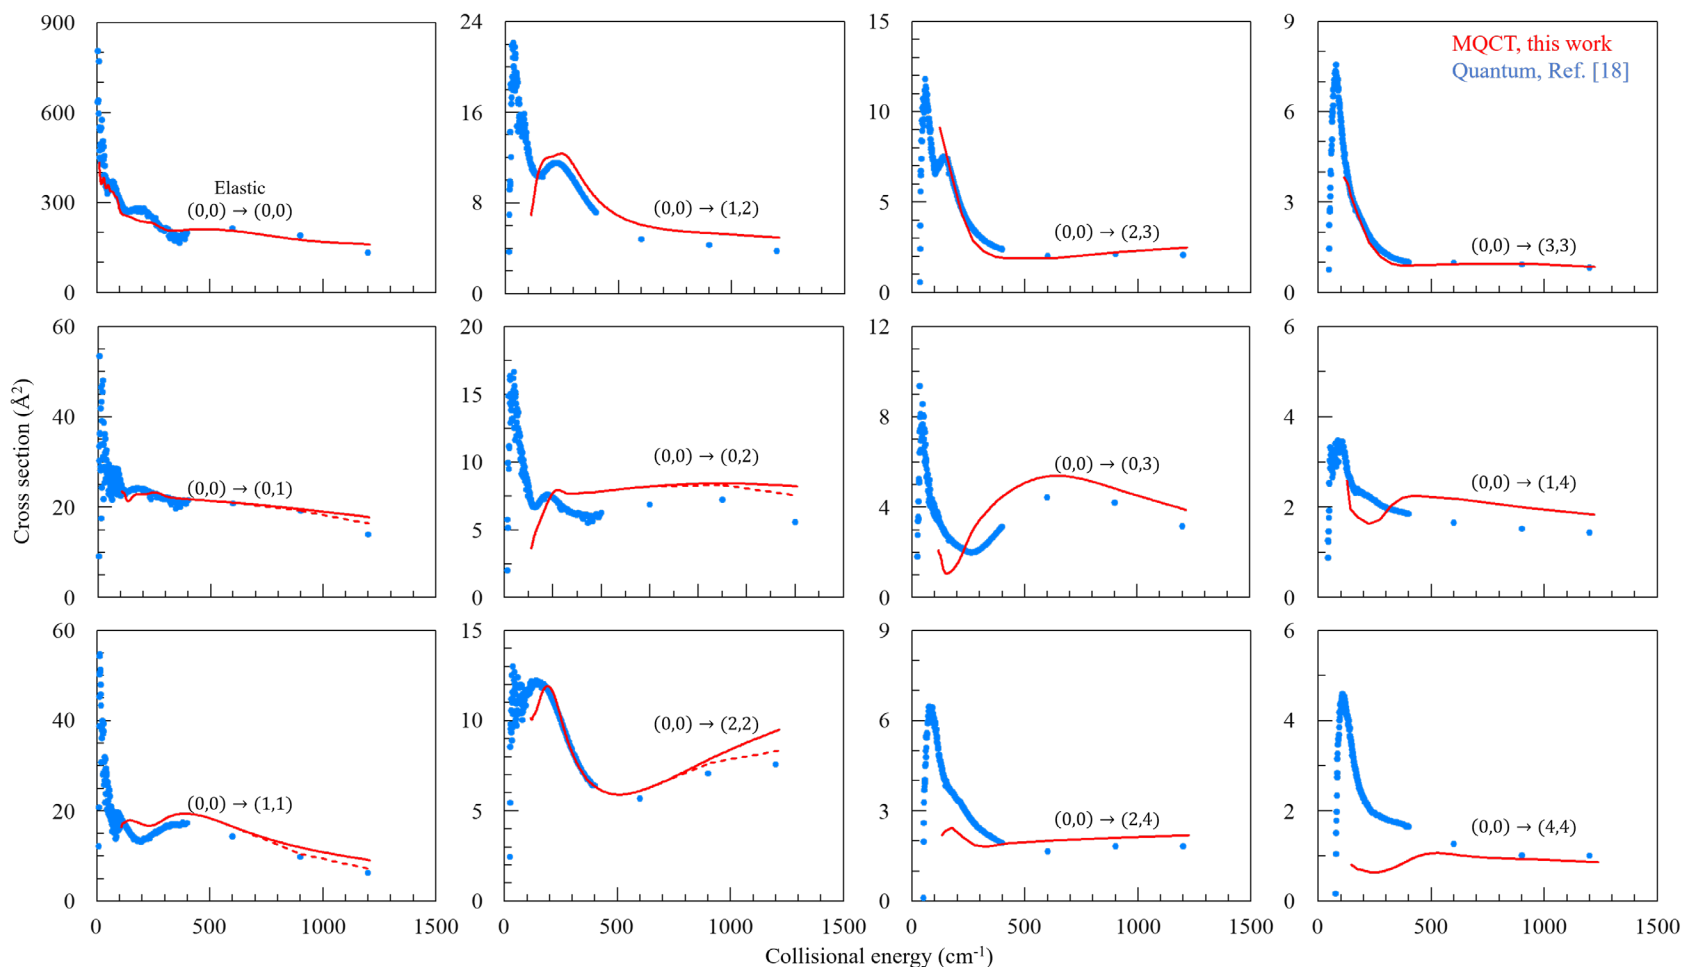 900
600
300
0
Elastic
(0,0) → (0,0)
24
16
8
0
(0,0) → (1,2)
15
10
5
0
(0,0) → (2,3)
9
6
3
0
MQCT, this work
Quantum, Ref. [18]
(0,0) → (3,3)
Cross section (Å²)
60
40
20
0
(0,0) → (0,1)
20
15
10
5
0
(0,0) → (0,2)
12
8
4
0
(0,0) → (0,3)
6
4
2
0
(0,0) → (1,4)
60
40
20
0
(0,0) → (1,1)
15
10
5
0
(0,0) → (2,2)
9
6
3
0
(0,0) → (2,4)
6
4
2
0
(0,0) → (4,4)
0 500 1000 1500
0 500 1000 1500
0 500 1000 1500
0 500 1000 1500
Collisional energy (cm⁻¹)